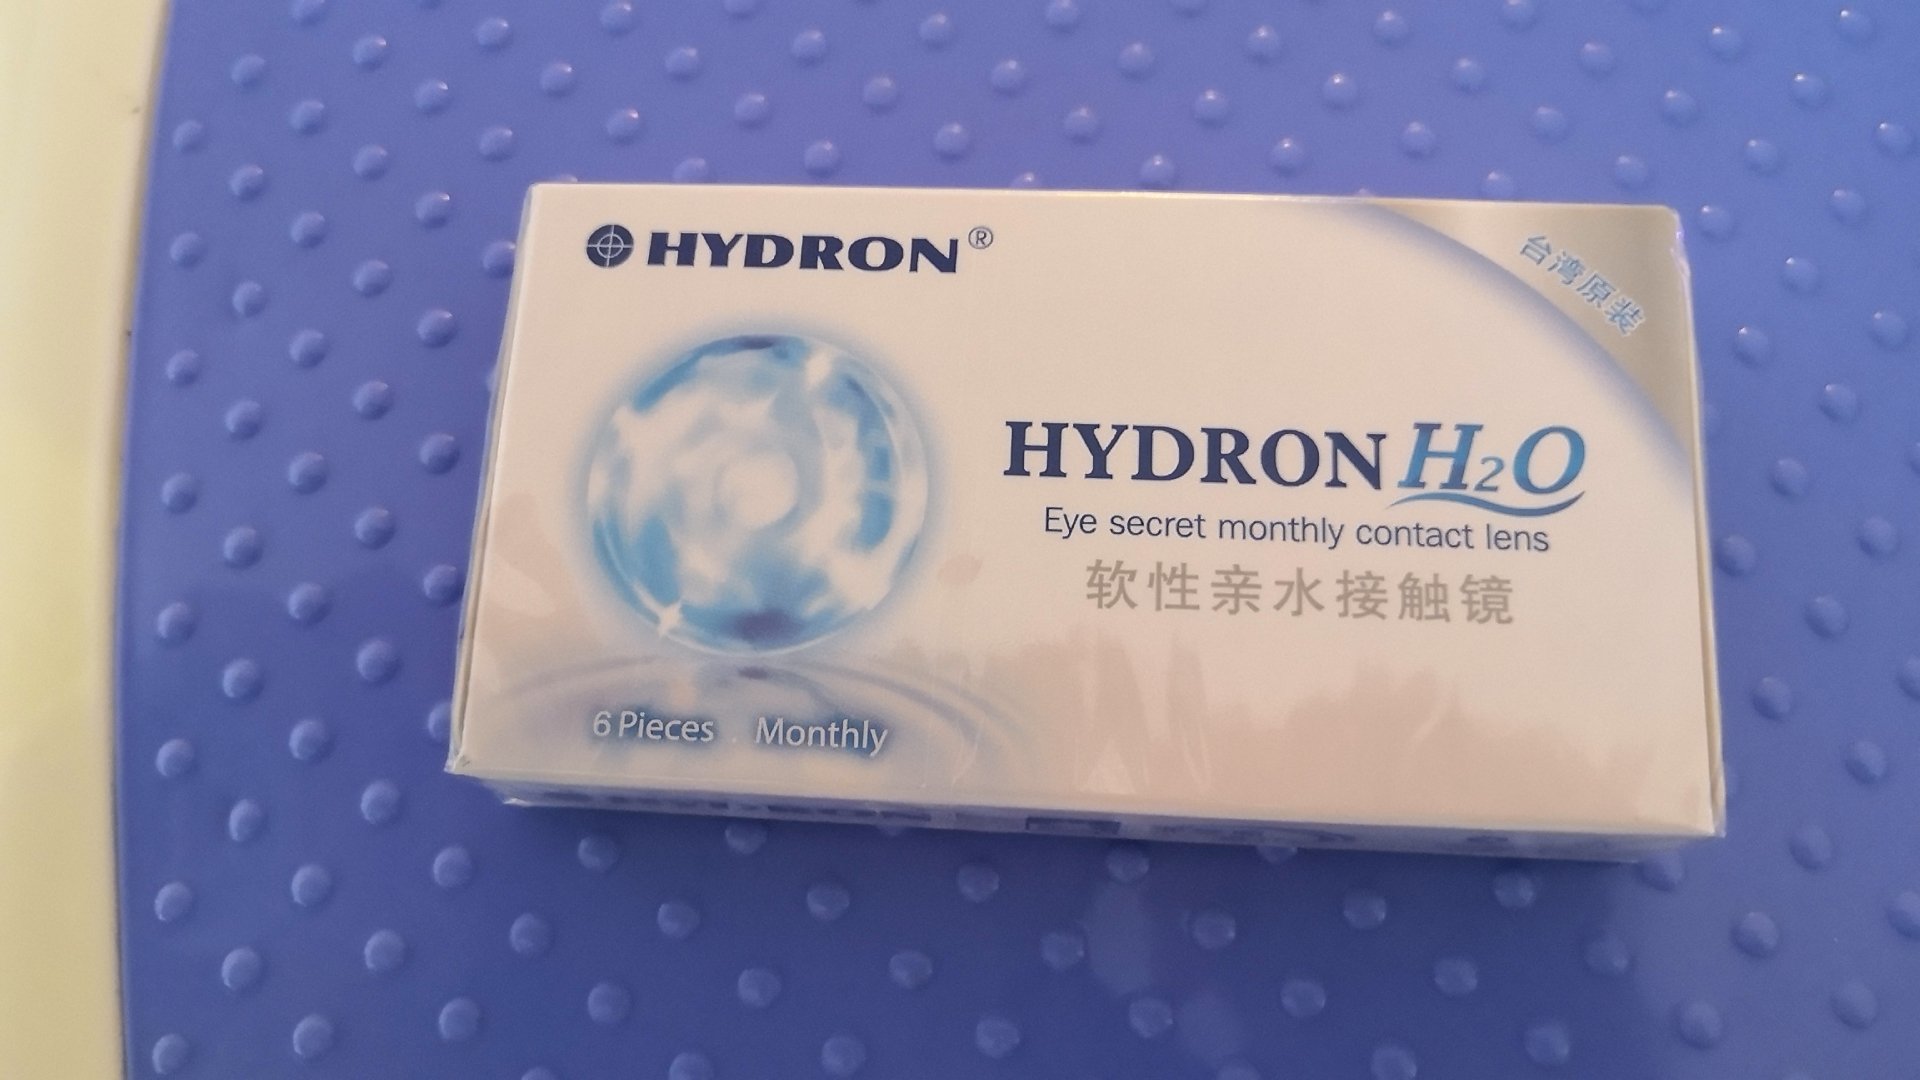 HYDRON®
台湾原装
HYDRON H₂O
Eye secret monthly contact lens
软性亲水接触镜
6 Pieces . Monthly